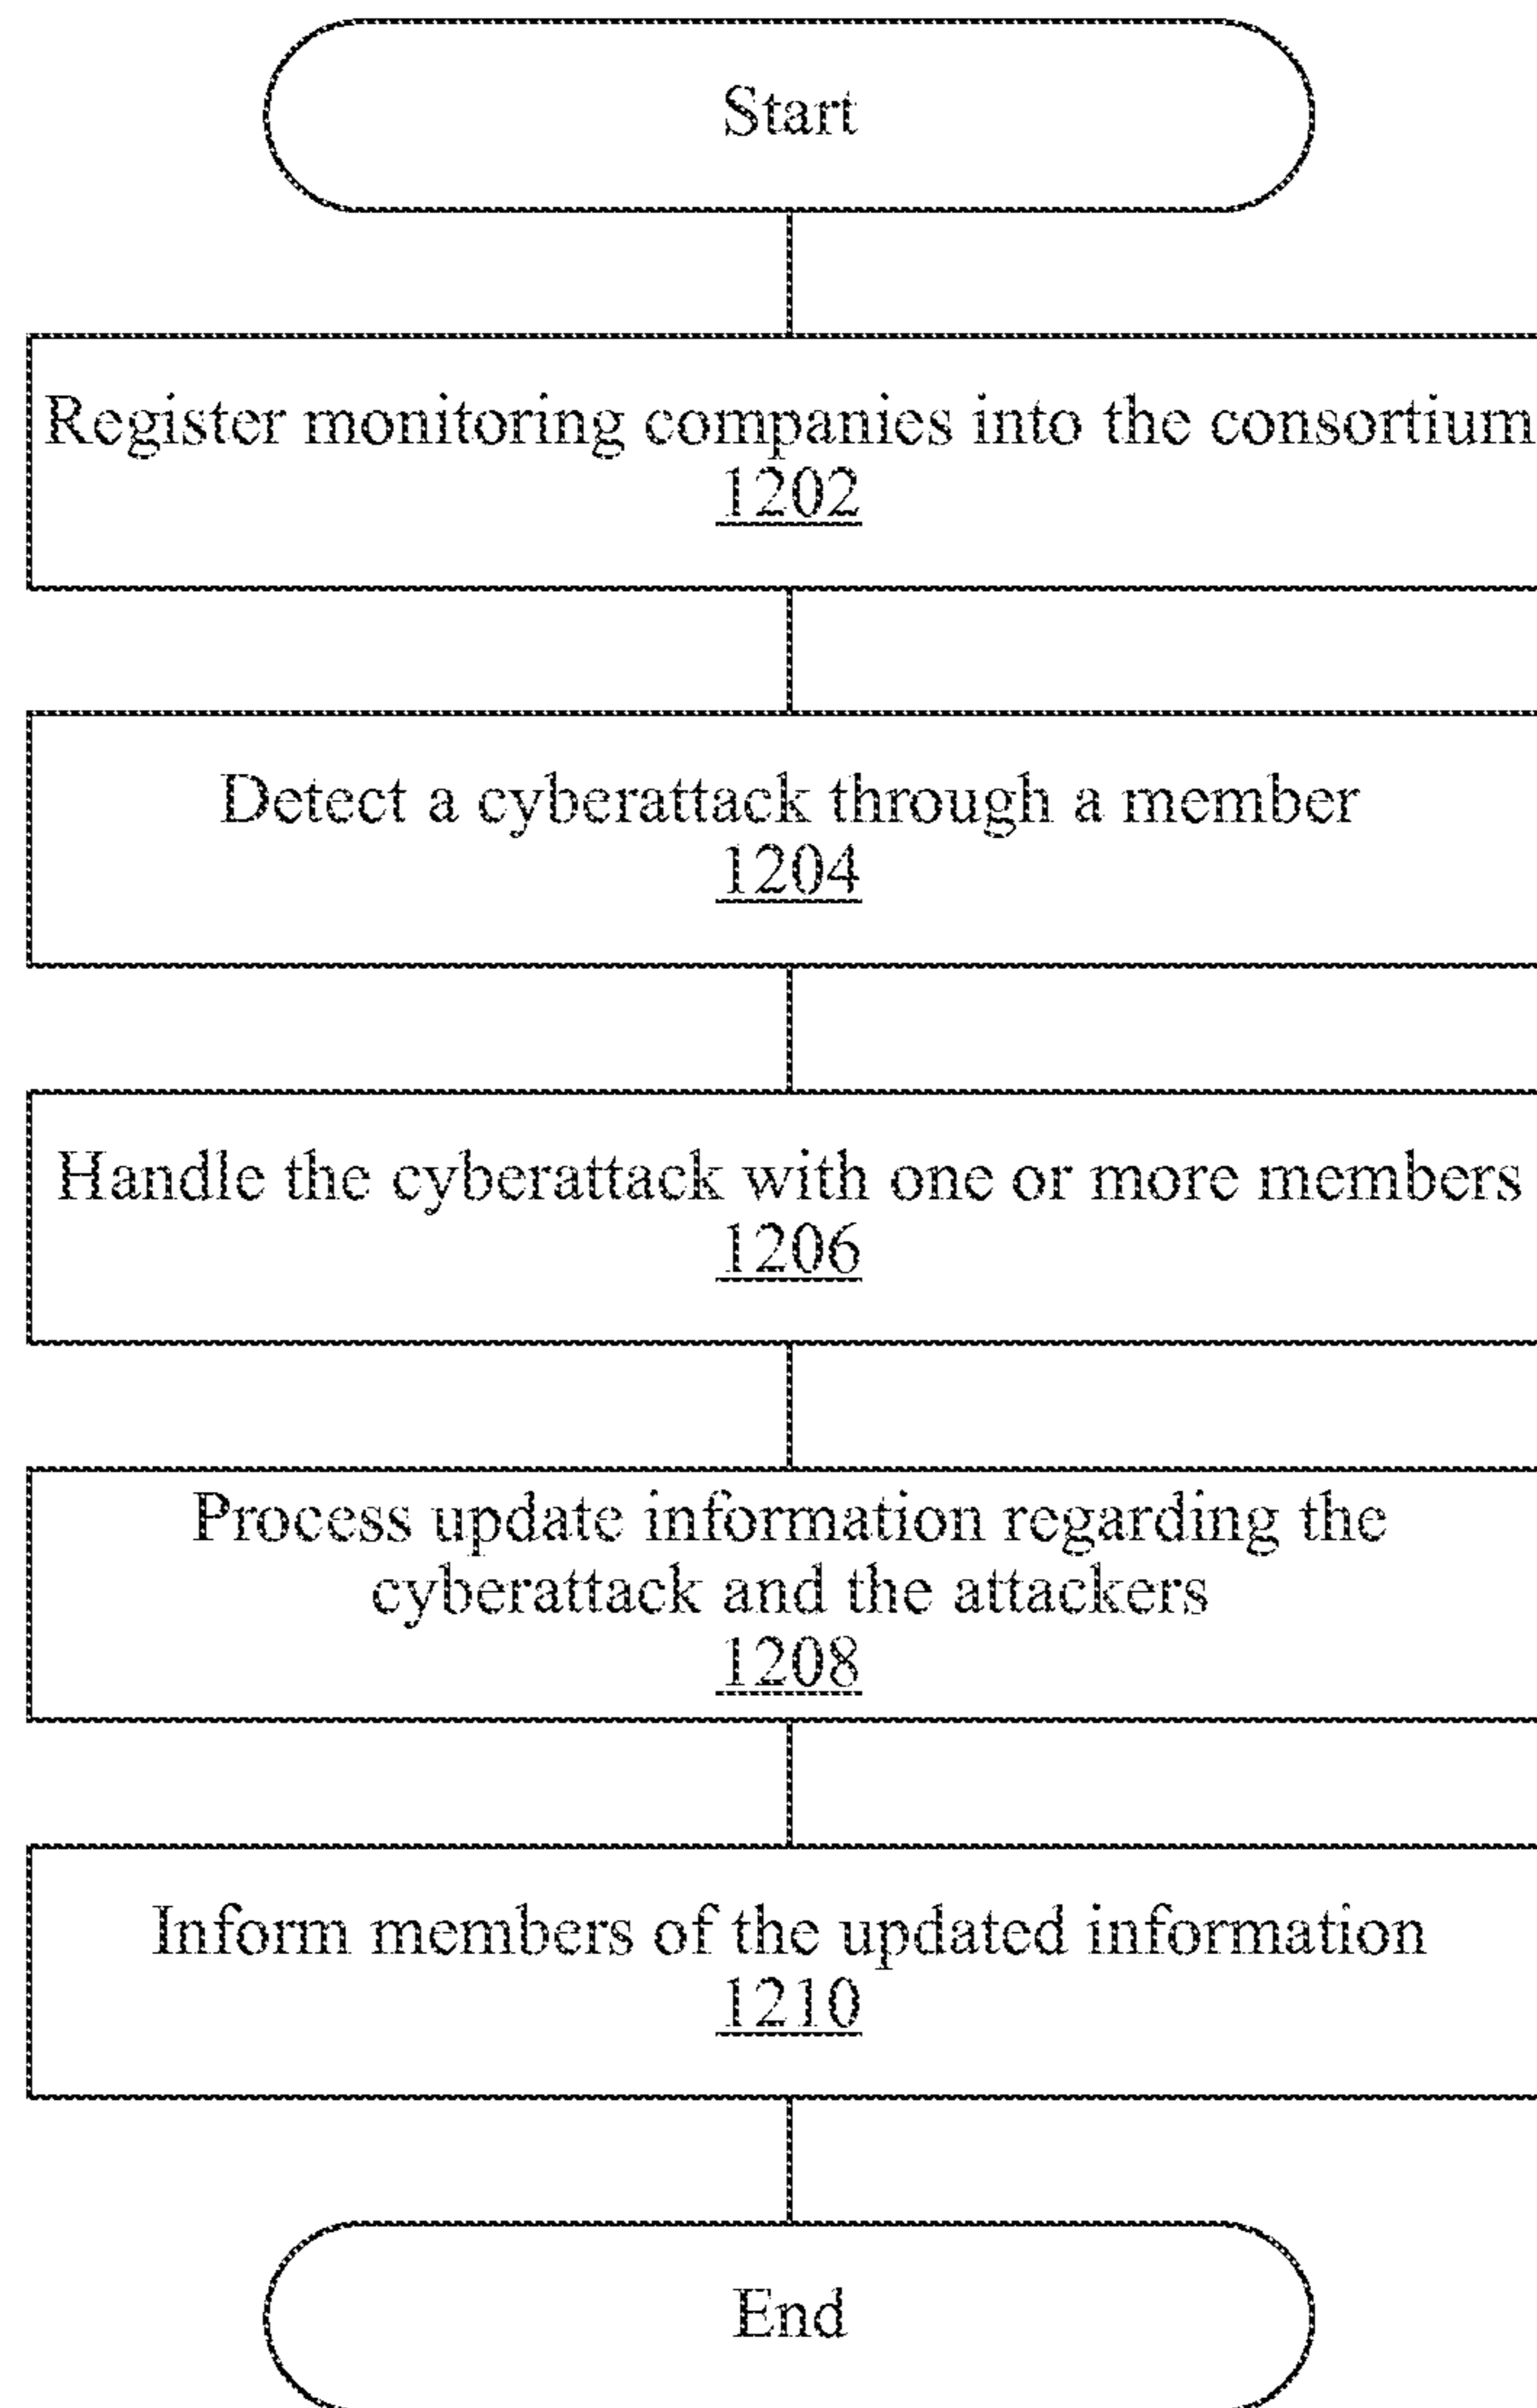 Start
Register monitoring companies into the consortium
1202
Detect a cyberattack through a member
1204
Handle the cyberattack with one or more members
1206
Process update information regarding the
cyberattack and the attackers
1208
Inform members of the updated information
1210
End